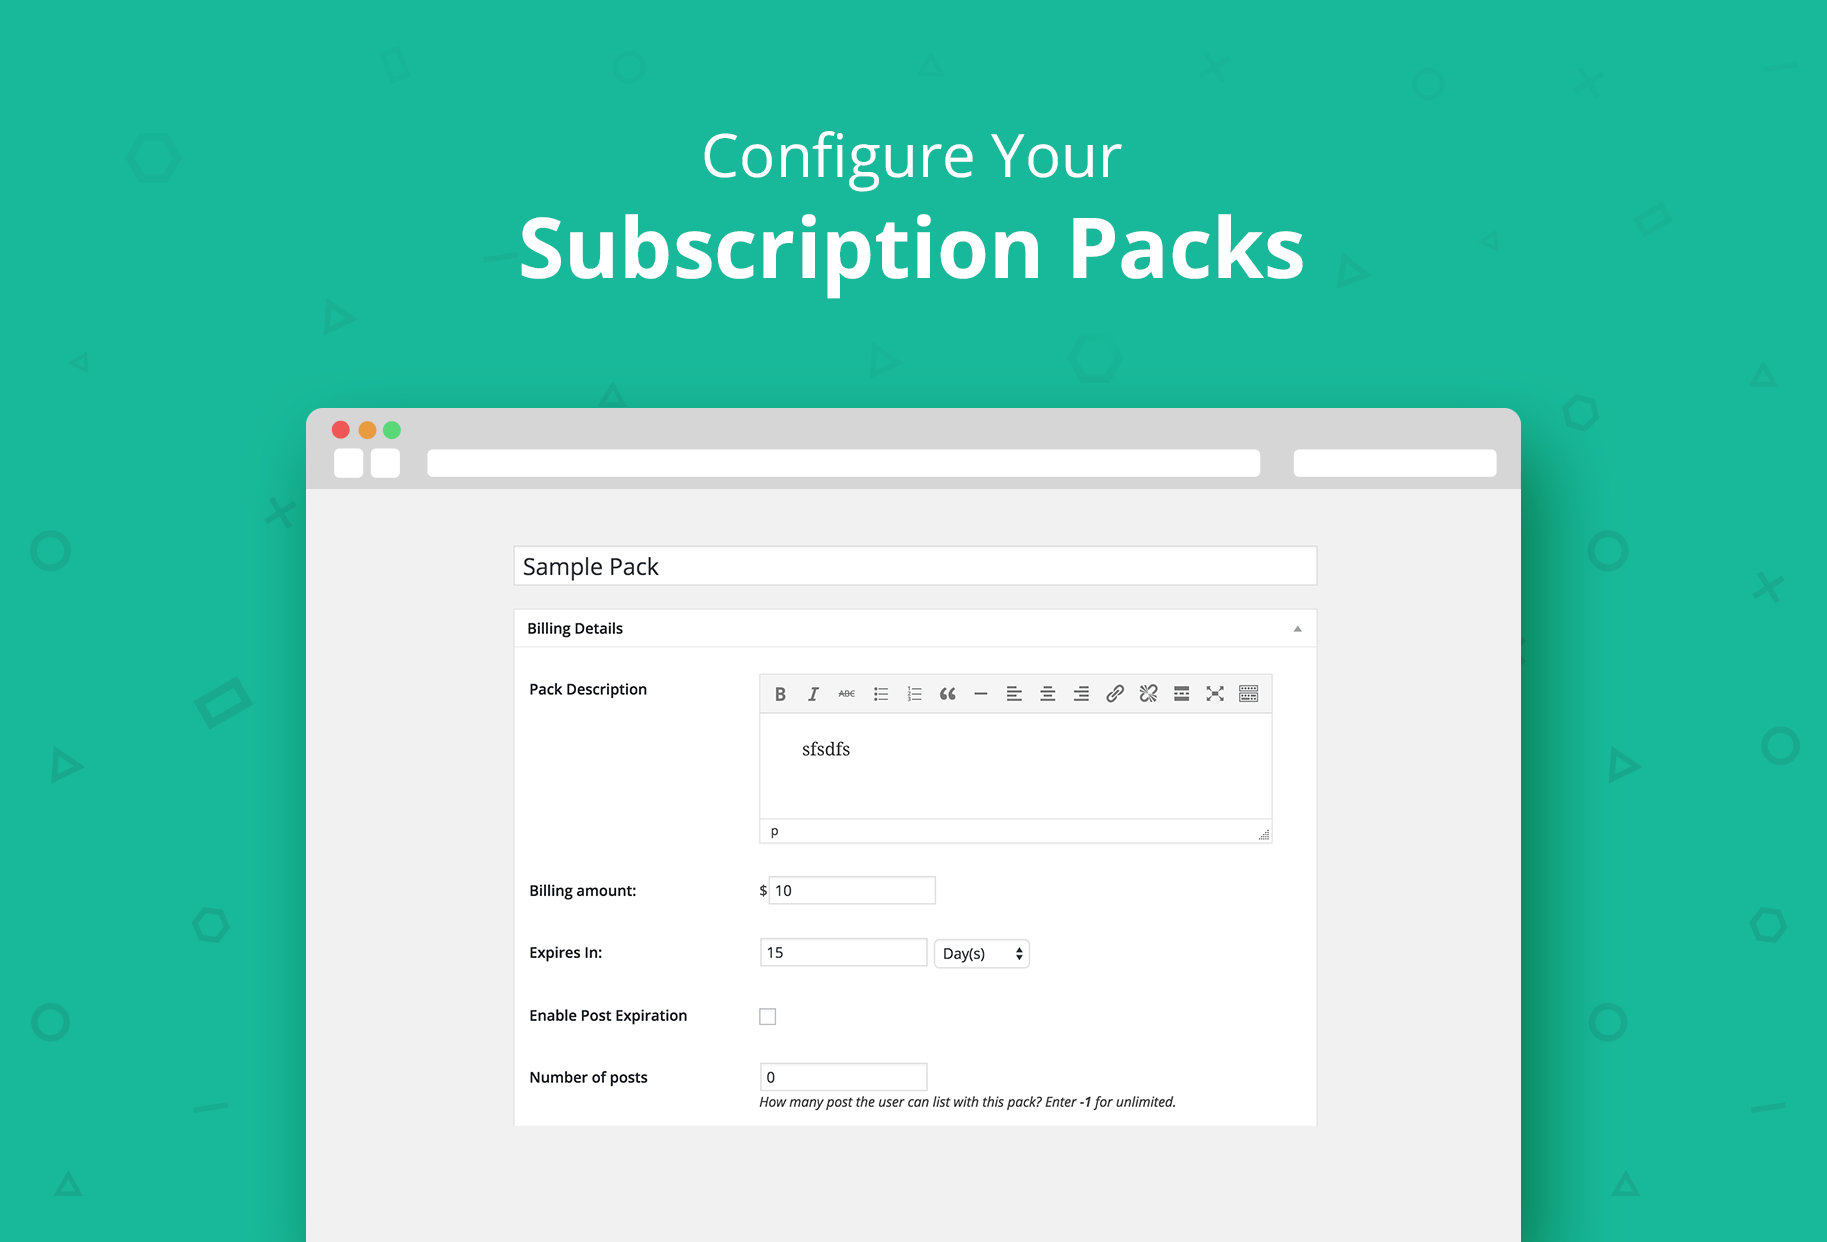 Configure Your
Subscription Packs
Sample Pack
Billing Details
Pack Description
B I ABC
sfsdfs
p
Billing amount: $ 10
Expires In: 15 Day(s)
Enable Post Expiration
Number of posts 0
How many post the user can list with this pack? Enter -1 for unlimited.